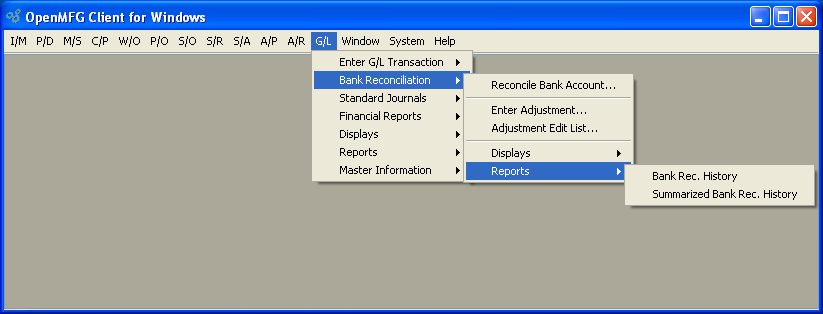 OpenMFG Client for Windows
I/M P/D M/S C/P W/O P/O S/O S/R S/A A/P A/R G/L Window System Help
Enter G/L Transaction
Bank Reconciliation
Standard Journals
Financial Reports
Displays
Reports
Master Information
Reconcile Bank Account...
Enter Adjustment...
Adjustment Edit List...
Displays
Reports
Bank Rec. History
Summarized Bank Rec. History